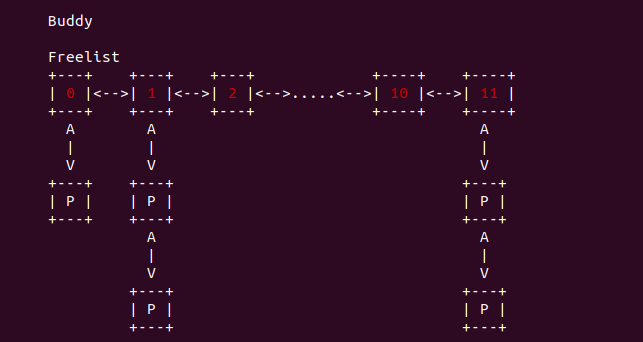 Buddy

Freelist
+---+    +---+    +---+             +----+    +----+
| 0 |<-->| 1 |<-->| 2 |<-->.....<-->| 10 |<-->| 11 |
+---+    +---+    +---+             +----+    +----+
  A        A                                    A
  |        |                                    |
  V        V                                    V
+---+    +---+                                +---+
| P |    | P |                                | P |
+---+    +---+                                +---+
           A                                    A
           |                                    |
           V                                    V
         +---+                                +---+
         | P |                                | P |
         +---+                                +---+